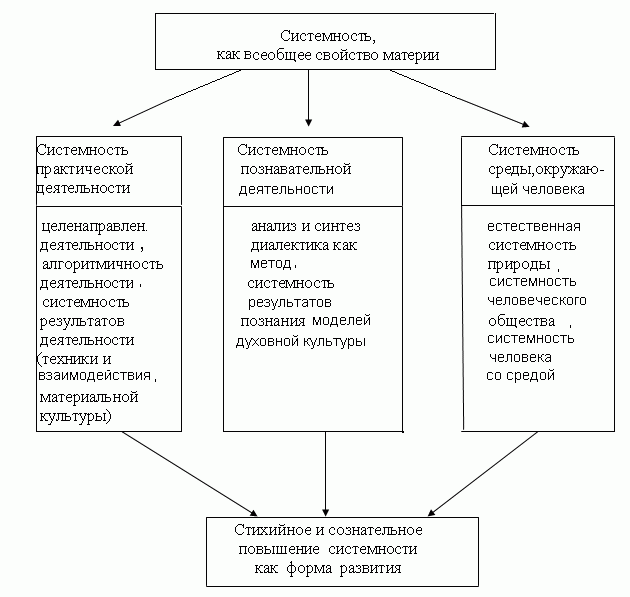 Системность,
как всеобщее свойство материи
Системность
практической
деятельности
целенаправлен.
деятельности ,
алгоритмичность
деятельности ,
системность
результатов
деятельности
(техники и
взаимодействия ,
материальной
культуры)
Системность
познавательной
деятельности
анализ и синтез
диалектика как
метод ,
системность
результатов
познания моделей
духовной культуры
Системность
среды,окружаю-
щей человека
естественная
системность
природы ,
системность
человеческого
общества ,
системность
человека
со средой
Стихийное и сознательное
повышение системности
как форма развития